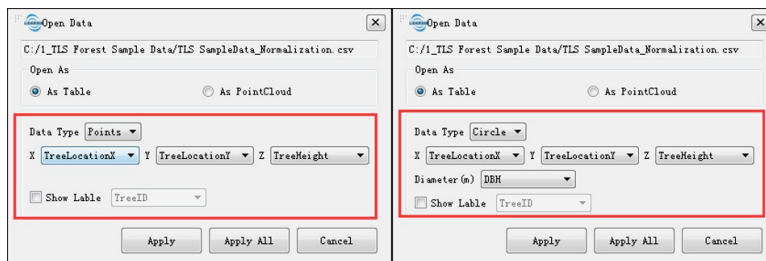 Open Data
C:/1_TLS Forest Sample Data/TLS SampleData_Normalization.csv
Open As
As Table As PointCloud
Data Type Points
X TreeLocationX Y TreeLocationY Z TreeHeight
Show Lable TreeID
Apply Apply All Cancel
Open Data
C:/1_TLS Forest Sample Data/TLS SampleData_Normalization.csv
Open As
As Table As PointCloud
Data Type Circle
X TreeLocationX Y TreeLocationY Z TreeHeight
Diameter(m) DBH
Show Lable TreeID
Apply Apply All Cancel